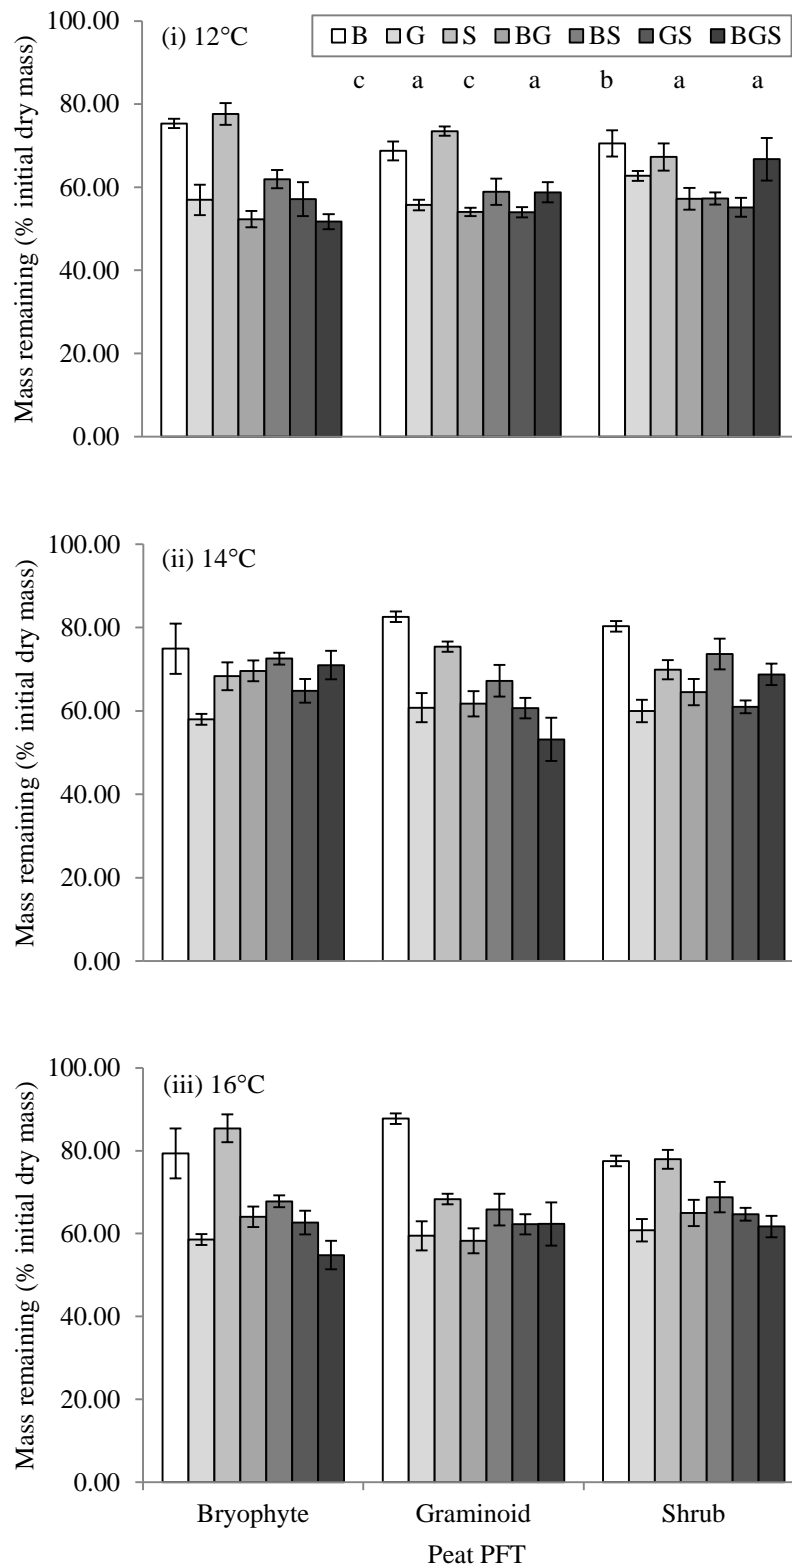 (i) 12°C
B G S BG BS GS BGS
c a c a b a a
100.00
80.00
60.00
40.00
20.00
0.00
Mass remaining (% initial dry mass)
(ii) 14°C
100.00
80.00
60.00
40.00
20.00
0.00
Mass remaining (% initial dry mass)
(iii) 16°C
100.00
80.00
60.00
40.00
20.00
0.00
Mass remaining (% initial dry mass)
Bryophyte Graminoid Shrub
Peat PFT